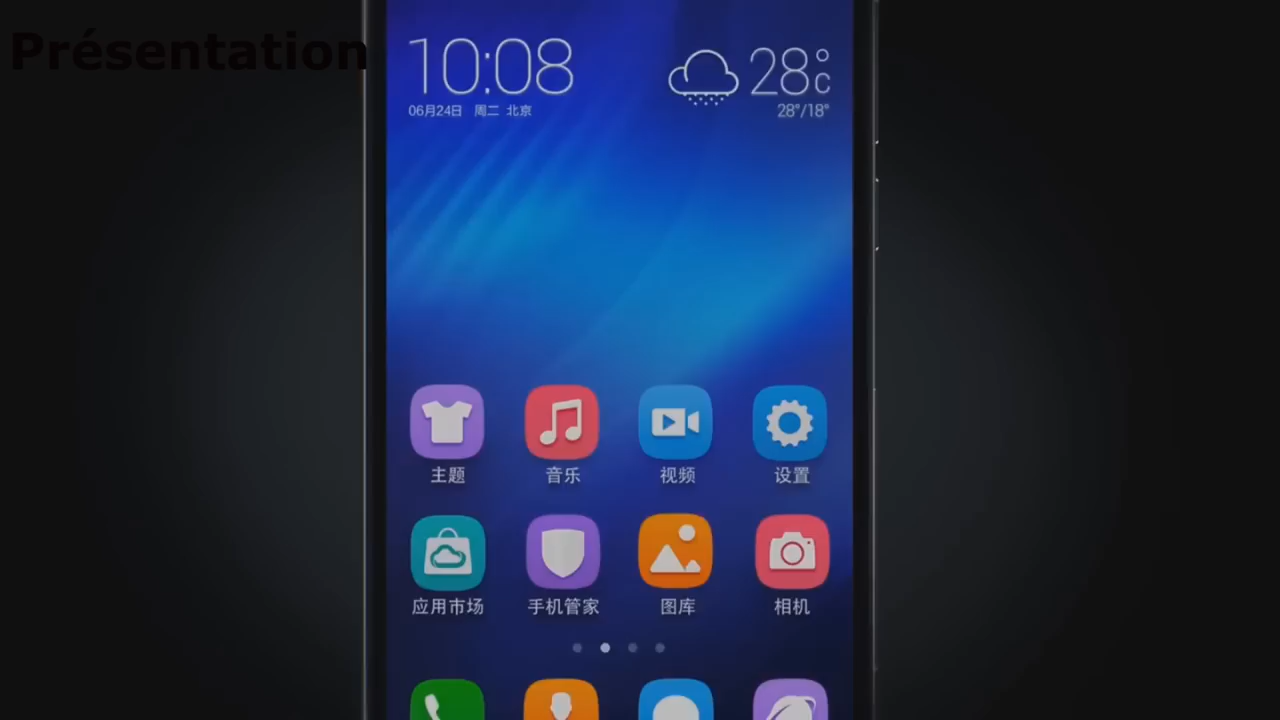 Présentation
10:08
28°C
06月24日 周二 北京
28°/18°
主题 音乐 视频 设置
应用市场 手机管家 图库 相机